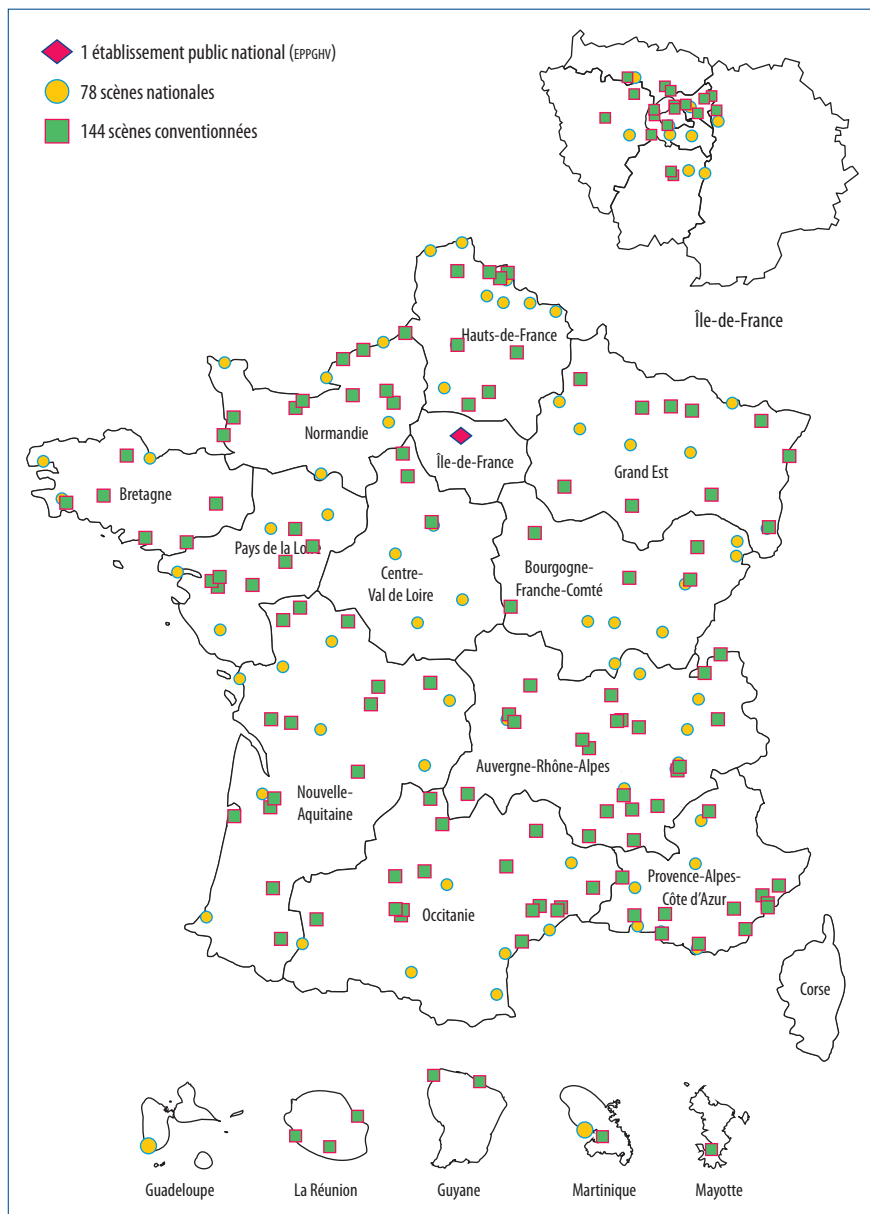 1 établissement public national (EPPGHV)
78 scènes nationales
144 scènes conventionnées
Île-de-France
Hauts-de-France
Normandie
Île-de-France
Grand Est
Bretagne
Pays de la Loire
Centre-
Val de Loire
Bourgogne-
Franche-Comté
Auvergne-Rhône-Alpes
Nouvelle-
Aquitaine
Provence-Alpes-
Côte d'Azur
Occitanie
Corse
Guadeloupe
La Réunion
Guyane
Martinique
Mayotte